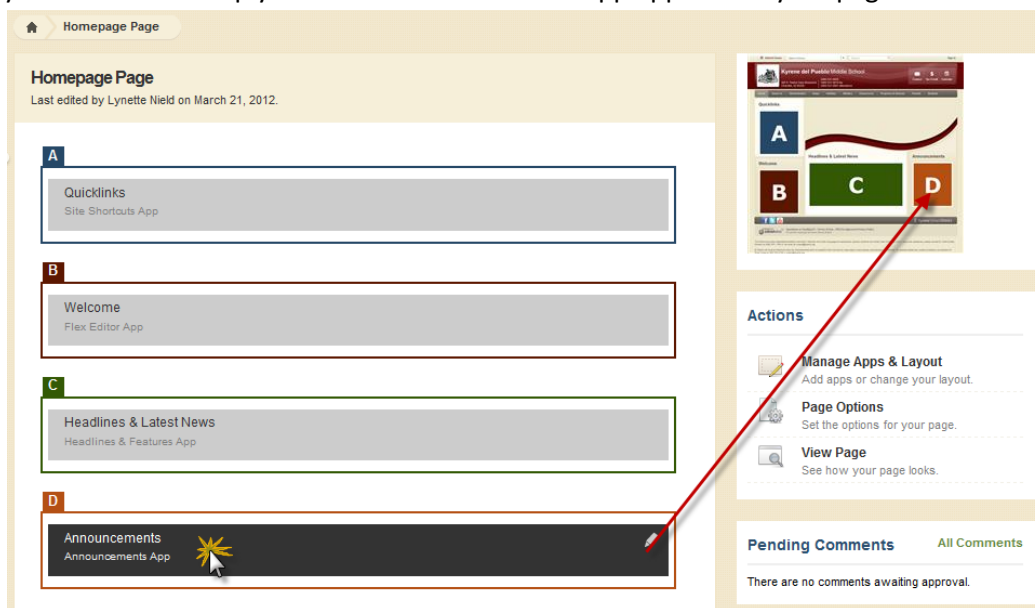 Homepage Page
Homepage Page
Last edited by Lynette Nield on March 21, 2012.
A
Quicklinks
Site Shortcuts App
B
Welcome
Flex Editor App
C
Headlines & Latest News
Headlines & Features App
D
Announcements
Announcements App
Kyrene del Pueblo Middle School
Quicklinks
A
Welcome
Headlines & Latest News
Announcements
B
C
D
Actions
Manage Apps & Layout
Add apps or change your layout.
Page Options
Set the options for your page.
View Page
See how your page looks.
Pending Comments
All Comments
There are no comments awaiting approval.